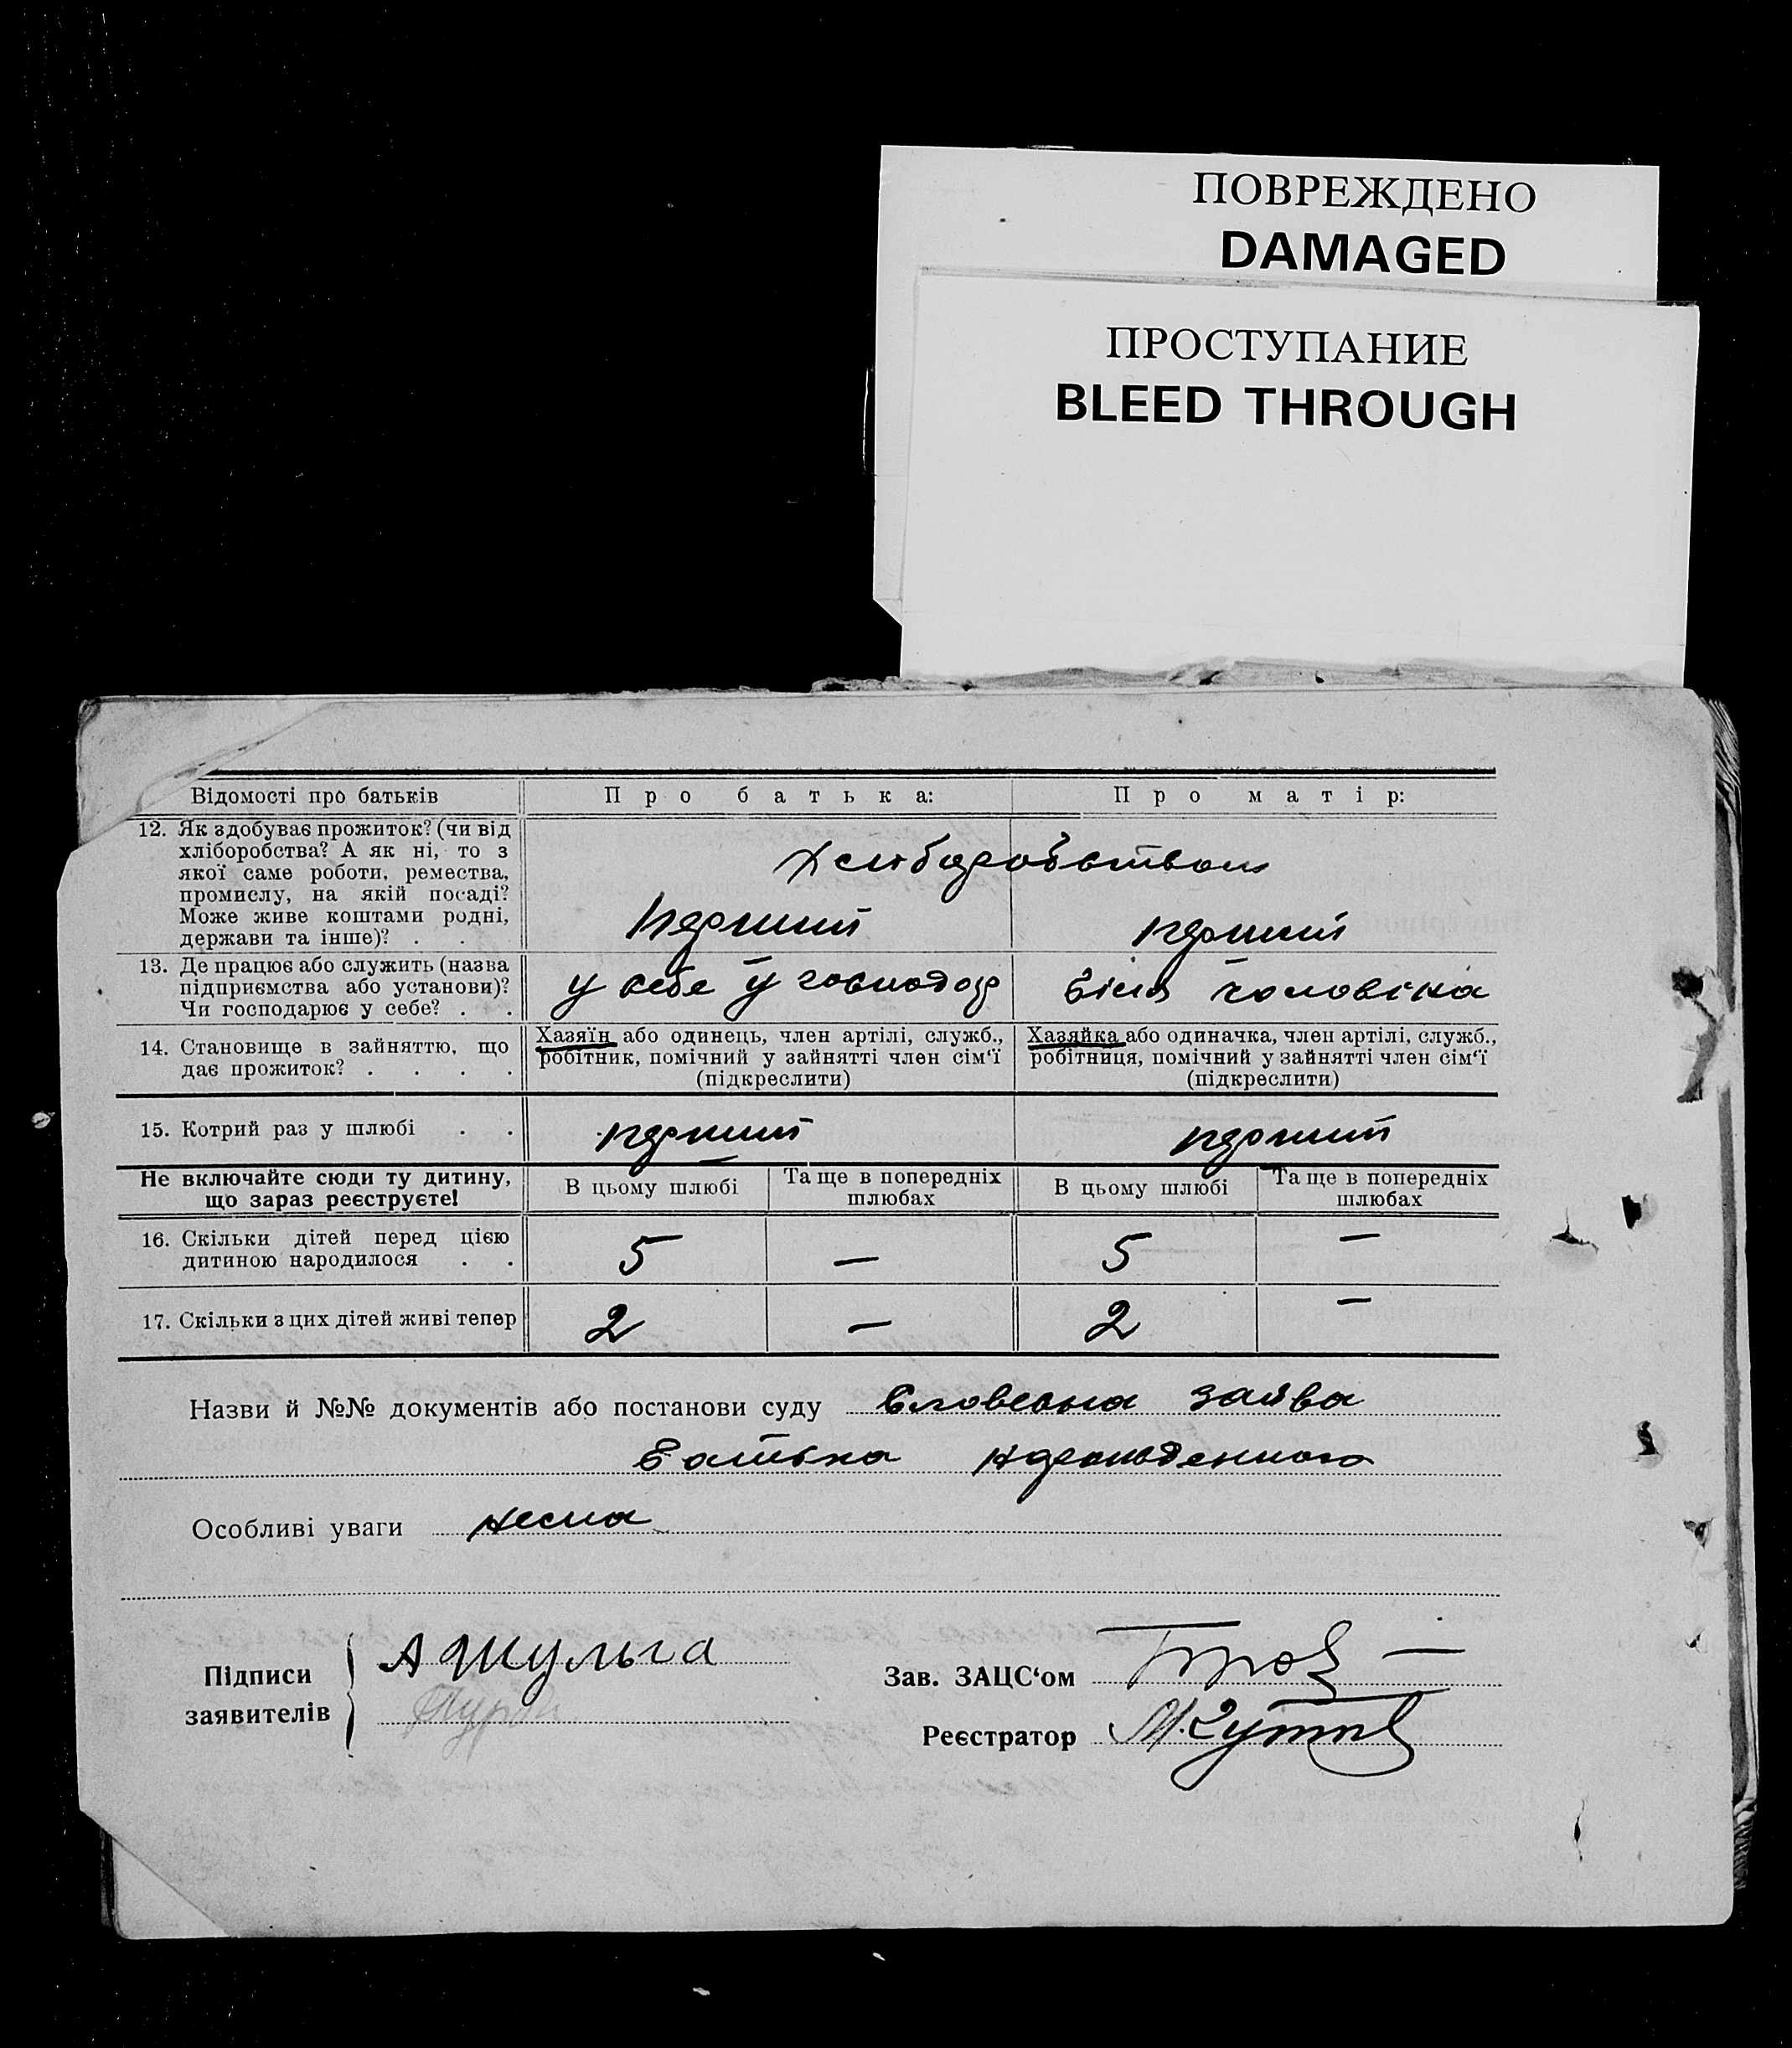 ПОВРЕЖДЕНО
DAMAGED
ПРОСТУПАНИЕ
BLEED THROUGH
Відомості про батьків
Про батька:
Про матір:
12. Як здобуває прожиток? (чи від
хліборобства? А як ні, то з
якої саме роботи, ремества,
промислу, на якій посаді?
Може живе коштами родні,
держави та інше)? . .
Хліборобством
перший
перший
13. Де працює або служить (назва
підприємства або установи)?
Чи господарює у себе? . .
у себе у господар
біля чоловіка
14. Становище в зайняттю, що
дає прожиток? . . . .
Хазяїн або одинець, член артілі, служб.,
робітник, помічний у зайнятті член сім‘ї
(підкреслити)
Хазяйка або одиначка, член артілі, служб.,
робітниця, помічний у зайнятті член сім‘ї
(підкреслити)
15. Котрий раз у шлюбі . .
перший
перший
Не включайте сюди ту дитину,
що зараз реєструєте!
В цьому шлюбі
Та ще в попередніх
шлюбах
В цьому шлюбі
Та ще в попередніх
шлюбах
16. Скільки дітей перед цією
дитиною народилося . .
5 — 5 —
17. Скільки з цих дітей живі тепер
2 — 2 —
Назви й №№ документів або постанови суду Словесна заява
батька народженного
Особливі уваги нема
Підписи
заявителів
А Шульга
Зав. ЗАЦС‘ом
Реєстратор